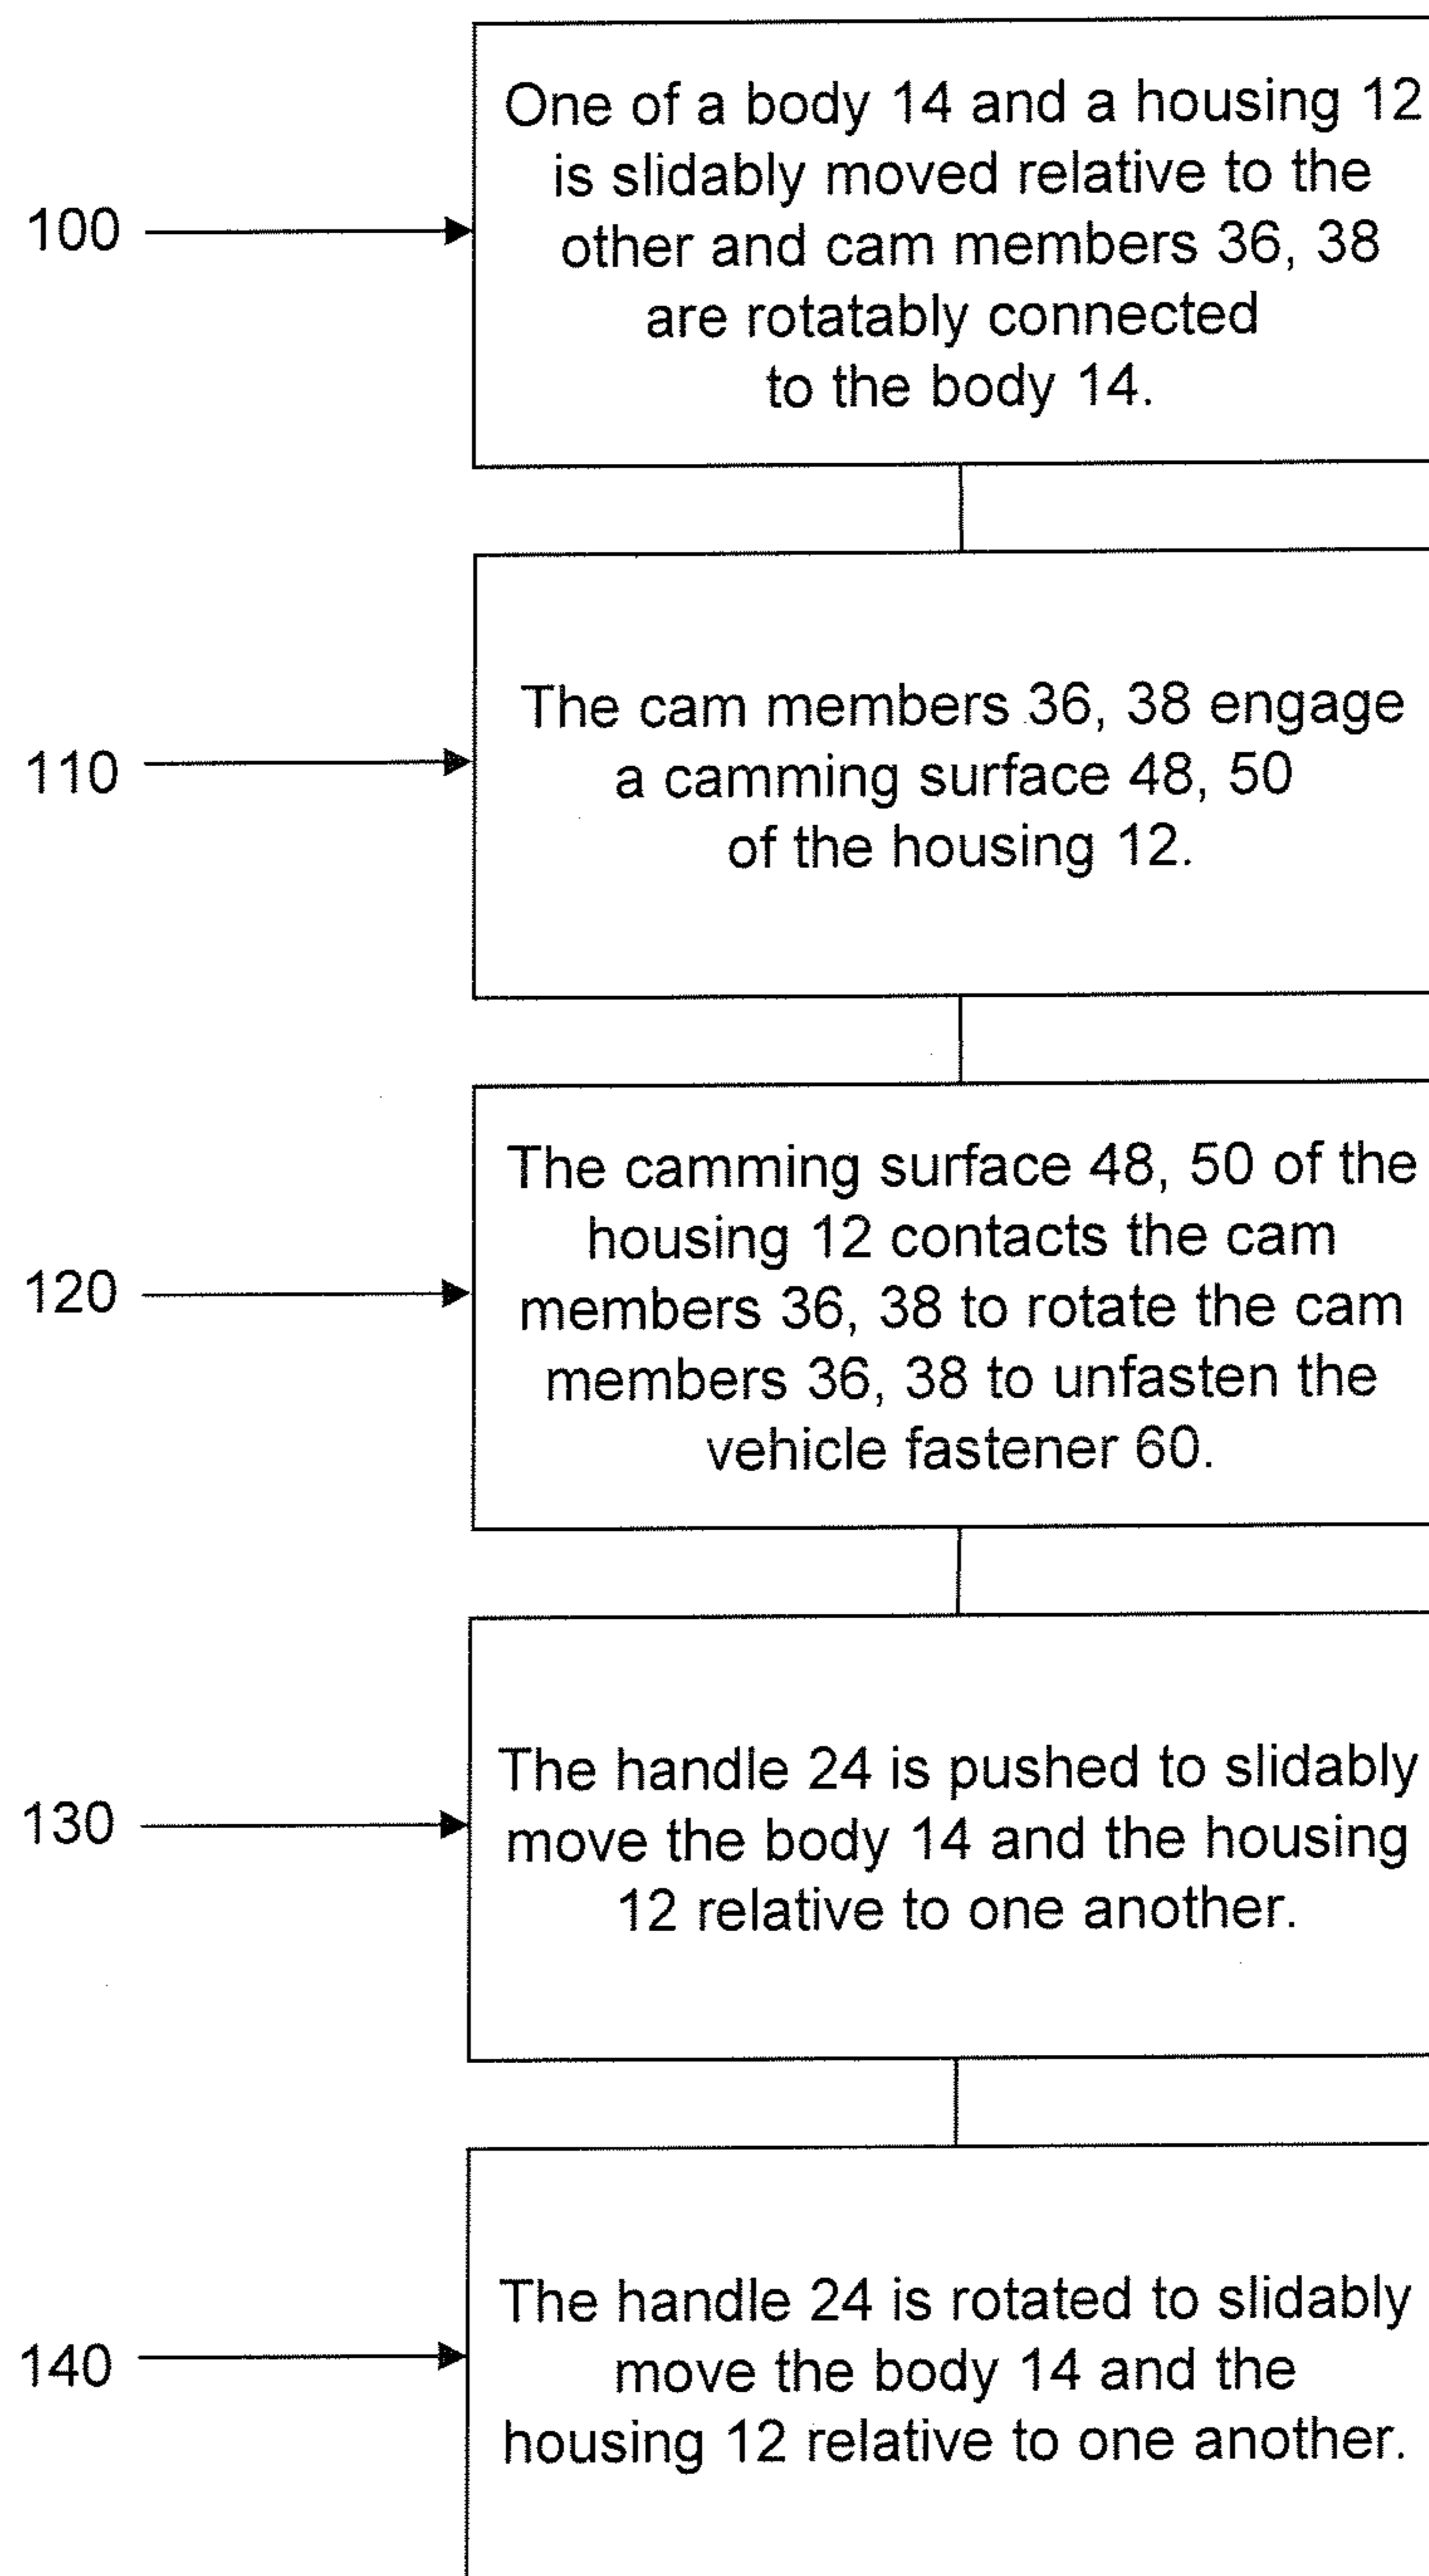 One of a body 14 and a housing 12
is slidably moved relative to the
100
other and cam members 36, 38
are rotatably connected
to the body 14.
The cam members 36, 38 engage
110
a camming surface 48, 50
of the housing 12.
The camming surface 48, 50 of the
housing 12 contacts the cam
120
members 36, 38 to rotate the cam
members 36, 38 to unfasten the
vehicle fastener 60.
The handle 24 is pushed to slidably
130
move the body 14 and the housing
12 relative to one another.
The handle 24 is rotated to slidably
140
move the body 14 and the
housing 12 relative to one another.